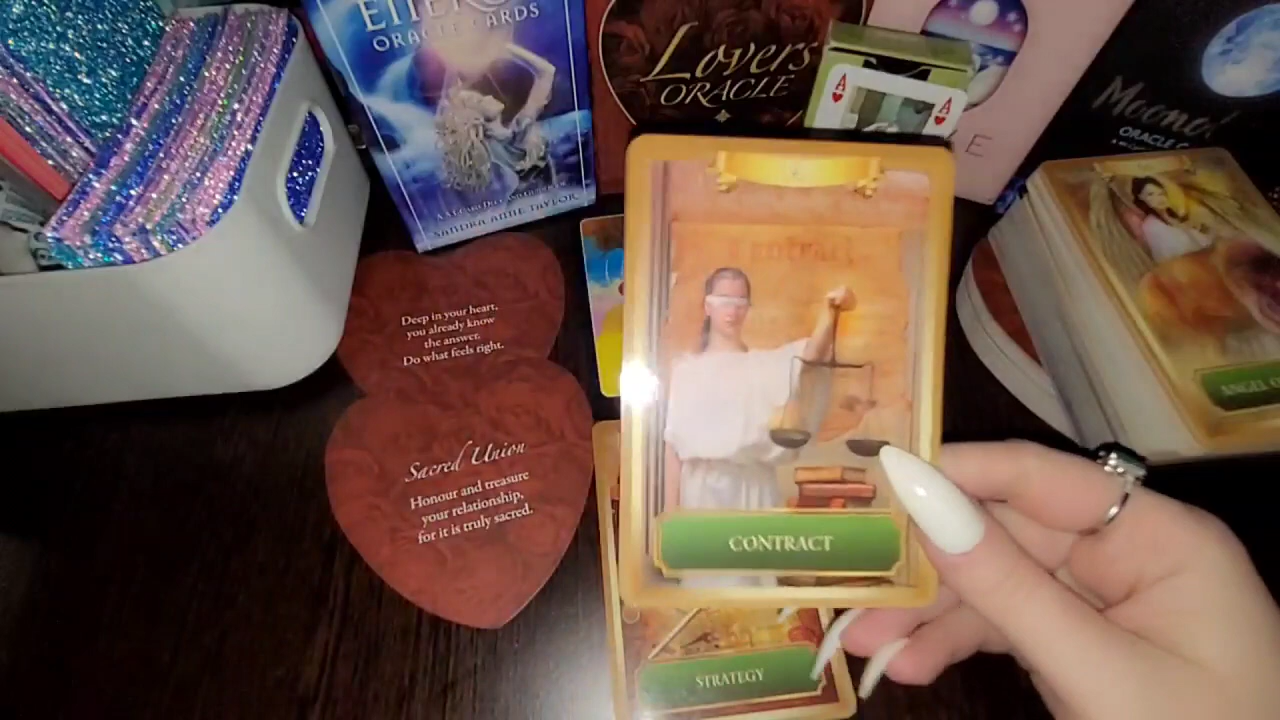 ORACLE CARDS
SANDRA ANNE TAYLOR
Lovers
ORACLE
A
A
E
ORACLE
Deep in your heart,
you already know
the answer.
Do what feels right.
Sacred Union
Honour and treasure
your relationship,
for it is truly sacred.
CONTRACT
STRATEGY
ANGEL